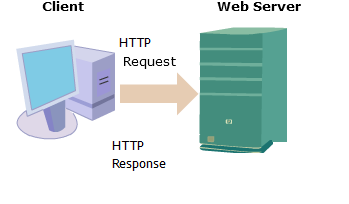 Client
Web Server
HTTP
Request
HTTP
Response